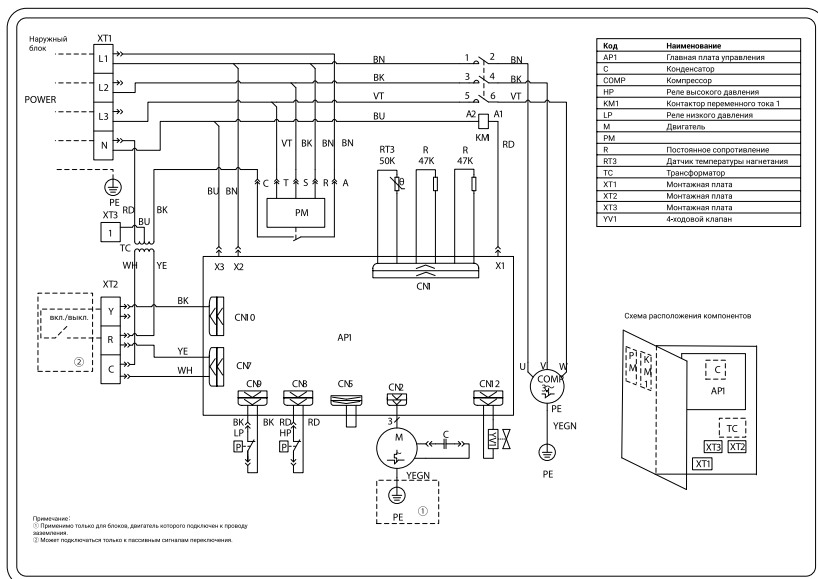 Наружный
блок
XT1
L1
L2
L3
N
POWER
PE
BN
BK
VT
BU
1 2 BN
3 4 BK
5 6 VT
A2 A1
KM1
RD
VT BK BN BN
C T S R A
PM
BU BN
RT3
50K
θ
R
47K
R
47K
RD
BK
XT3
1
BU
TC
WH YE
X3 X2
X1
CN1
XT2
Y
R
C
вкл./выкл.
②
BK
YE
WH
CN10
CN7
AP1
CN9
CN8
CN5
CN2
CN12
BK BK RD RD
LP
P
HP
P
3
M
C
YV1
YEGN
PE
①
U V W
COMP
3~
PE
YEGN
PE
Код Наименование
AP1 Главная плата управления
C Конденсатор
COMP Компрессор
HP Реле высокого давления
KM1 Контактор переменного тока 1
LP Реле низкого давления
M Двигатель
PM
R Постоянное сопротивление
RT3 Датчик температуры нагнетания
TC Трансформатор
XT1 Монтажная плата
XT2 Монтажная плата
XT3 Монтажная плата
YV1 4-ходовой клапан
Схема расположения компонентов
P
M
K
M
C
AP1
TC
XT3 XT2
XT1
Примечание:
① Применимо только для блоков, двигатель которого подключен к проводу
заземления.
② Может подключаться только к пассивным сигналам переключения.